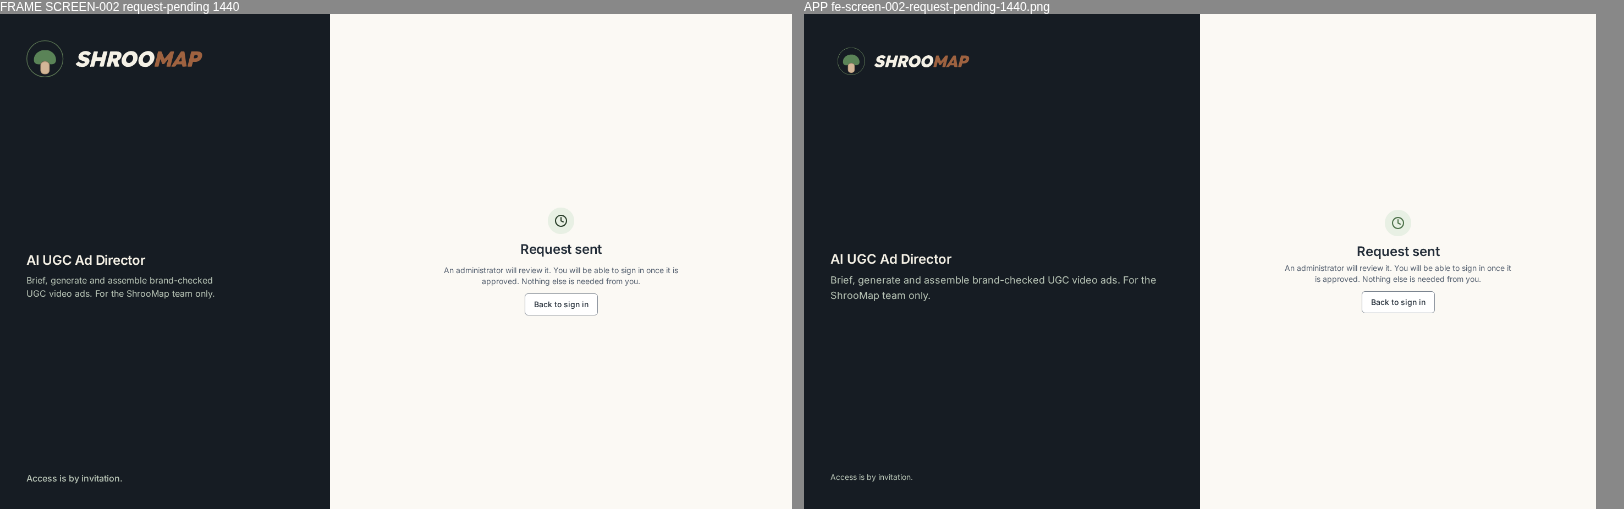 FRAME SCREEN-002 request-pending 1440
SHROOMAP
AI UGC Ad Director
Brief, generate and assemble brand-checked
UGC video ads. For the ShrooMap team only.
Access is by invitation.
Request sent
An administrator will review it. You will be able to sign in once it is
approved. Nothing else is needed from you.
Back to sign in
APP fe-screen-002-request-pending-1440.png
SHROOMAP
AI UGC Ad Director
Brief, generate and assemble brand-checked UGC video ads. For the
ShrooMap team only.
Access is by invitation.
Request sent
An administrator will review it. You will be able to sign in once it
is approved. Nothing else is needed from you.
Back to sign in